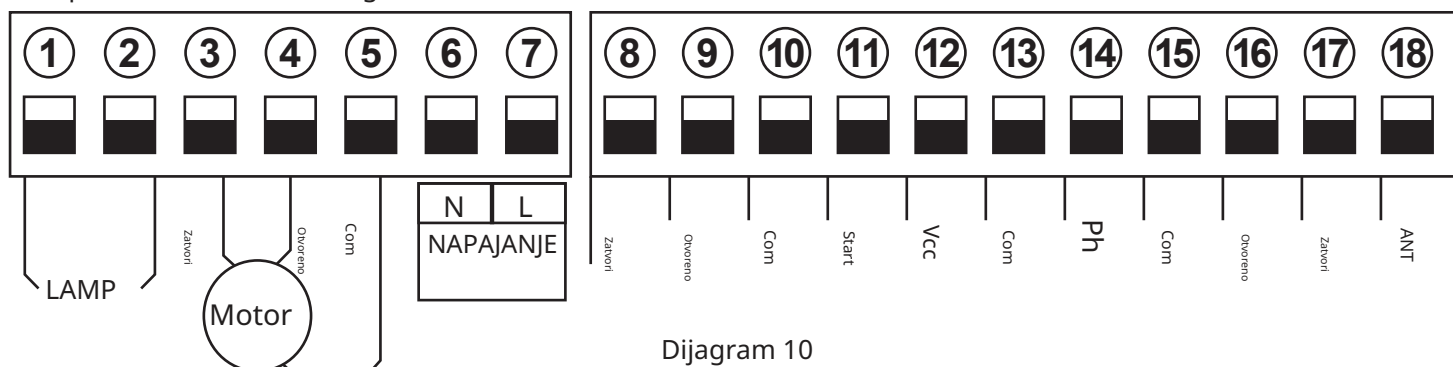 1 2 3 4 5 6 7 8 9 10 11 12 13 14 15 16 17 18
Zatvori Otvoreno Com N L Zatvori Otvoreno Com Start Vcc Com Ph Com Otvoreno Zatvori ANT
NAPAJANJE
LAMP
Motor
Dijagram 10